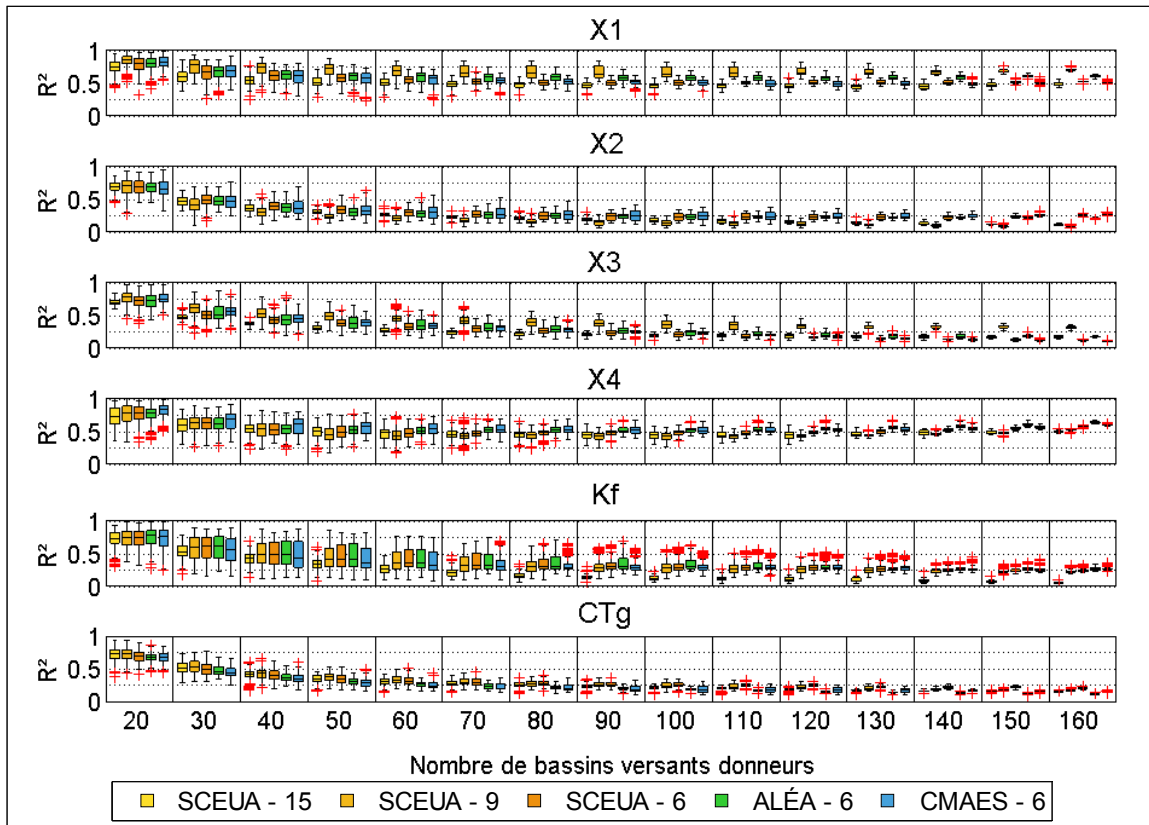 X1
R²
1
0.5
0
X2
R²
1
0.5
0
X3
R²
1
0.5
0
X4
R²
1
0.5
0
Kf
R²
1
0.5
0
CTg
R²
1
0.5
0
20 30 40 50 60 70 80 90 100 110 120 130 140 150 160
Nombre de bassins versants donneurs
SCEUA - 15 SCEUA - 9 SCEUA - 6 ALÉA - 6 CMAES - 6